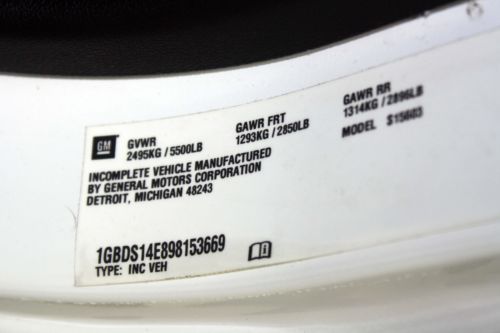 GM
GVWR GAWR FRT GAWR RR
2495KG / 5500LB 1293KG / 2850LB 1314KG / 2896LB
MODEL S15603
INCOMPLETE VEHICLE MANUFACTURED
BY GENERAL MOTORS CORPORATION
DETROIT, MICHIGAN 48243
1GBDS14E898153669
TYPE: INC VEH